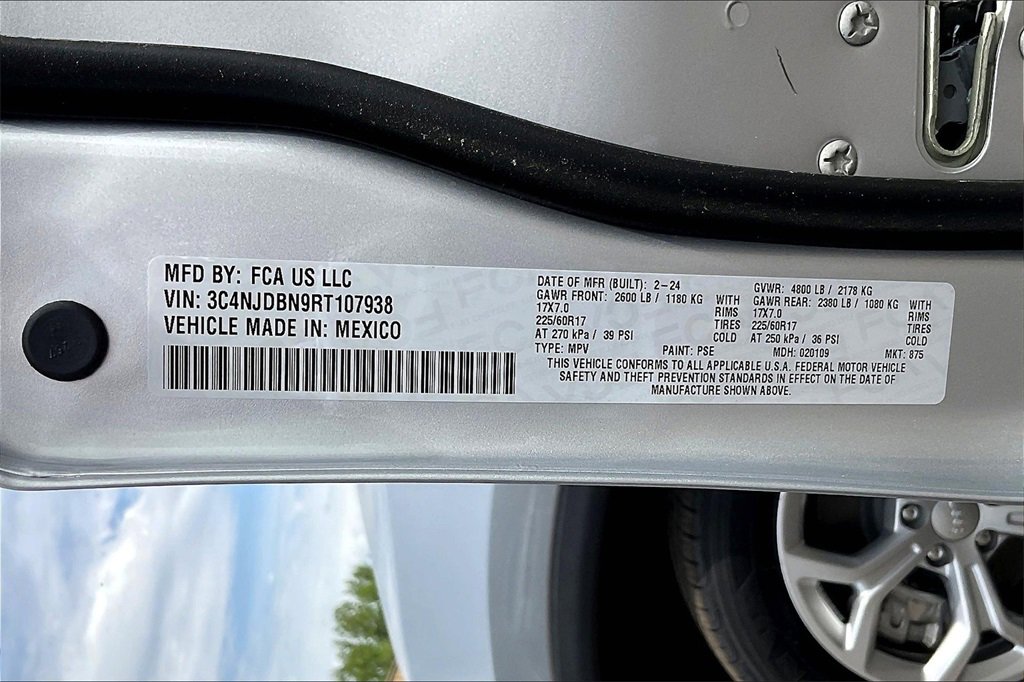 MFD BY: FCA US LLC
VIN: 3C4NJDBN9RT107938
VEHICLE MADE IN: MEXICO
DATE OF MFR (BUILT): 2-24
GAWR FRONT: 2600 LB / 1180 KG WITH
17X7.0 RIMS
225/60R17 TIRES
AT 270 kPa / 39 PSI COLD
GVWR: 4800 LB / 2178 KG
GAWR REAR: 2380 LB / 1080 KG WITH
17X7.0 RIMS
225/60R17 TIRES
AT 250 kPa / 36 PSI COLD
TYPE: MPV PAINT: PSE MDH: 020109 MKT: 875
THIS VEHICLE CONFORMS TO ALL APPLICABLE U.S.A. FEDERAL MOTOR VEHICLE
SAFETY AND THEFT PREVENTION STANDARDS IN EFFECT ON THE DATE OF
MANUFACTURE SHOWN ABOVE.